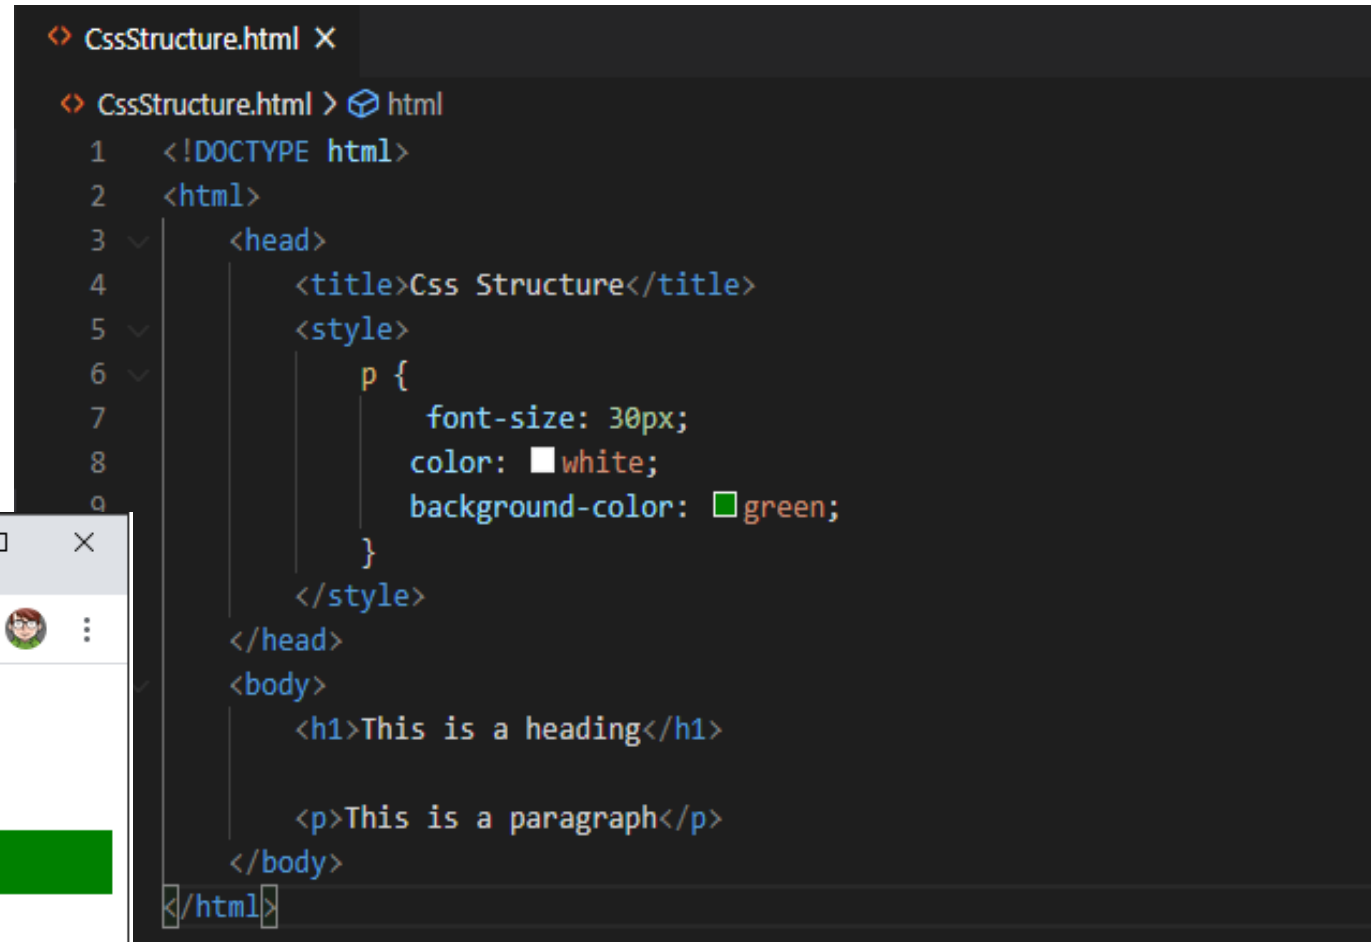 CssStructure.html
CssStructure.html > html
1 <!DOCTYPE html>
2 <html>
3 <head>
4 <title>Css Structure</title>
5 <style>
6 p {
7 font-size: 30px;
8 color: white;
9 background-color: green;
}
</style>
</head>
<body>
<h1>This is a heading</h1>
<p>This is a paragraph</p>
</body>
</html>